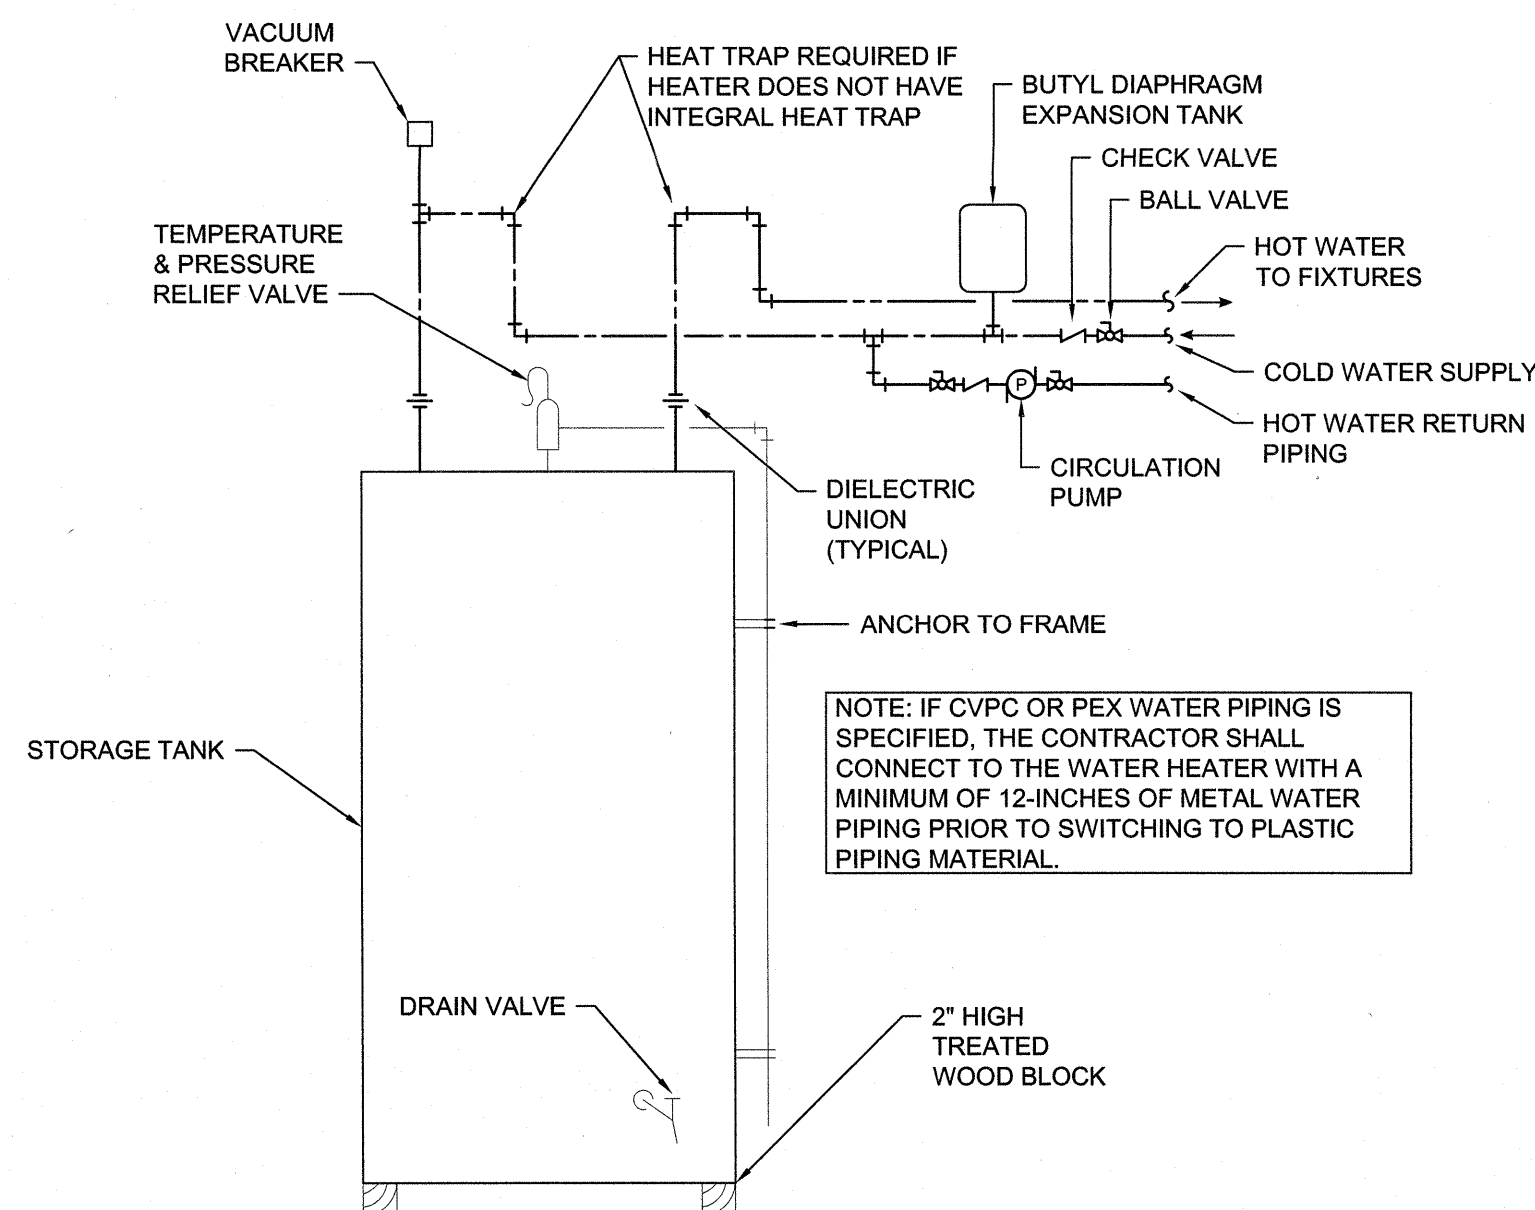 VACUUM
BREAKER
HEAT TRAP REQUIRED IF
HEATER DOES NOT HAVE
INTEGRAL HEAT TRAP
BUTYL DIAPHRAGM
EXPANSION TANK
CHECK VALVE
BALL VALVE
TEMPERATURE
& PRESSURE
RELIEF VALVE
HOT WATER
TO FIXTURES
COLD WATER SUPPLY
P
HOT WATER RETURN
PIPING
CIRCULATION
PUMP
DIELECTRIC
UNION
(TYPICAL)
ANCHOR TO FRAME
NOTE: IF CVPC OR PEX WATER PIPING IS
SPECIFIED, THE CONTRACTOR SHALL
CONNECT TO THE WATER HEATER WITH A
MINIMUM OF 12-INCHES OF METAL WATER
PIPING PRIOR TO SWITCHING TO PLASTIC
PIPING MATERIAL.
STORAGE TANK
DRAIN VALVE
2" HIGH
TREATED
WOOD BLOCK